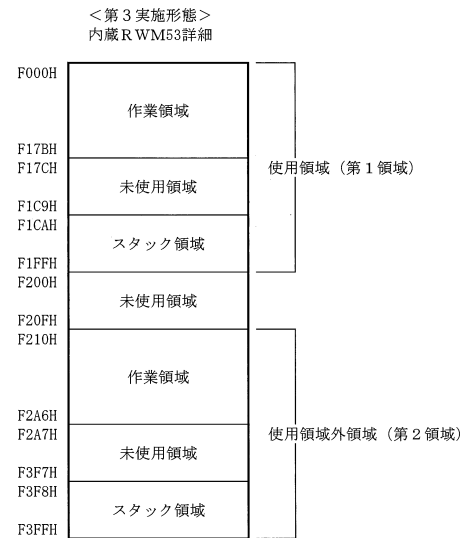 <第3実施形態>
内蔵RWM53詳細
F000H
作業領域
F17BH
F17CH
使用領域(第1領域)
未使用領域
F1C9H
F1CAH
スタック領域
F1FFH
F200H
未使用領域
F20FH
F210H
作業領域
F2A6H
F2A7H
使用領域外領域(第2領域)
未使用領域
F3F7H
F3F8H
スタック領域
F3FFH